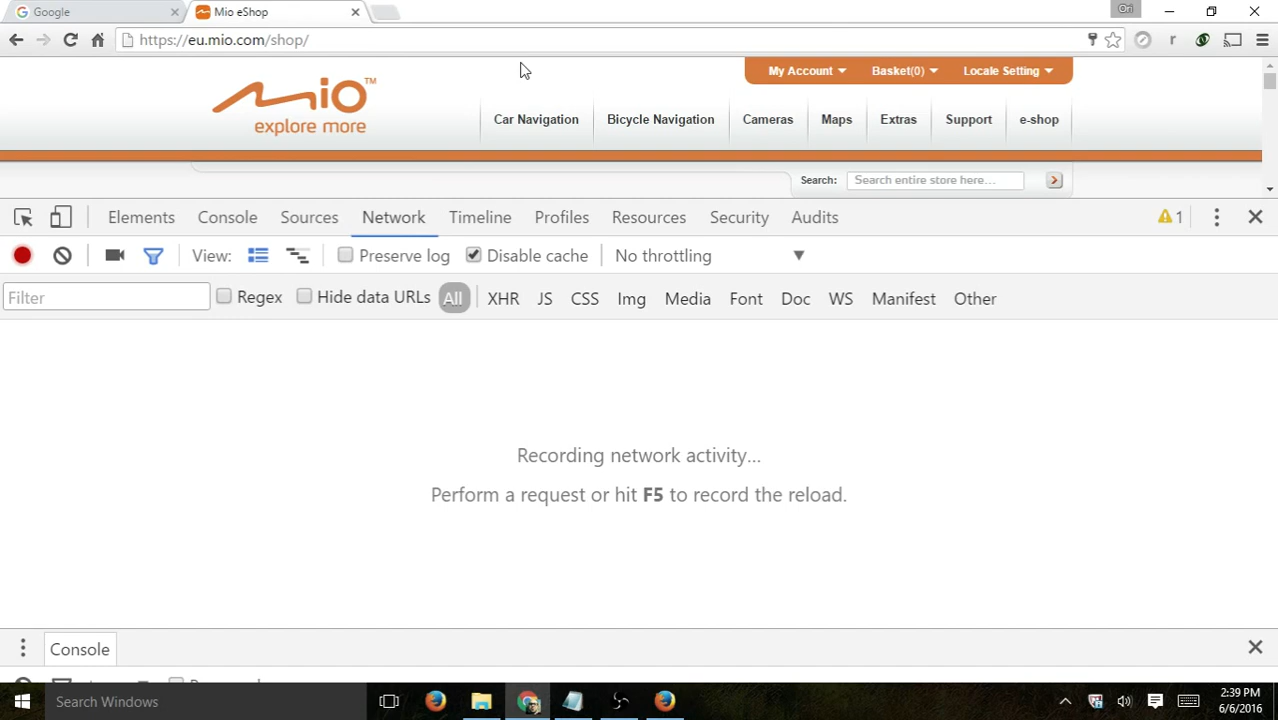 Google
Mio eShop
Ori
https://eu.mio.com/shop/
r
My Account
Basket(0)
Locale Setting
mio™
explore more
Car Navigation
Bicycle Navigation
Cameras
Maps
Extras
Support
e-shop
Search:
Search entire store here...
Elements
Console
Sources
Network
Timeline
Profiles
Resources
Security
Audits
1
View:
Preserve log
Disable cache
No throttling
Filter
Regex
Hide data URLs
All
XHR
JS
CSS
Img
Media
Font
Doc
WS
Manifest
Other
Recording network activity...
Perform a request or hit F5 to record the reload.
Console
Search Windows
2:39 PM
6/6/2016